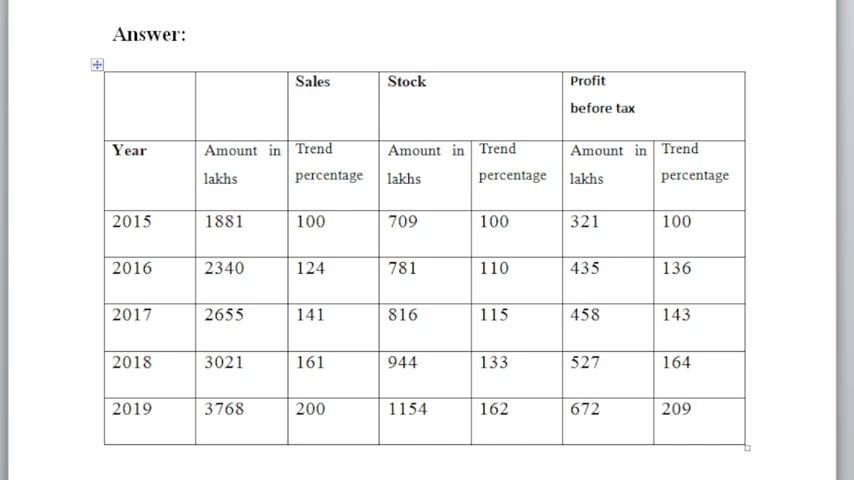 Answer:
Sales Stock Profit
before tax
Year Amount in Trend Amount in Trend Amount in Trend
lakhs percentage lakhs percentage lakhs percentage
2015 1881 100 709 100 321 100
2016 2340 124 781 110 435 136
2017 2655 141 816 115 458 143
2018 3021 161 944 133 527 164
2019 3768 200 1154 162 672 209